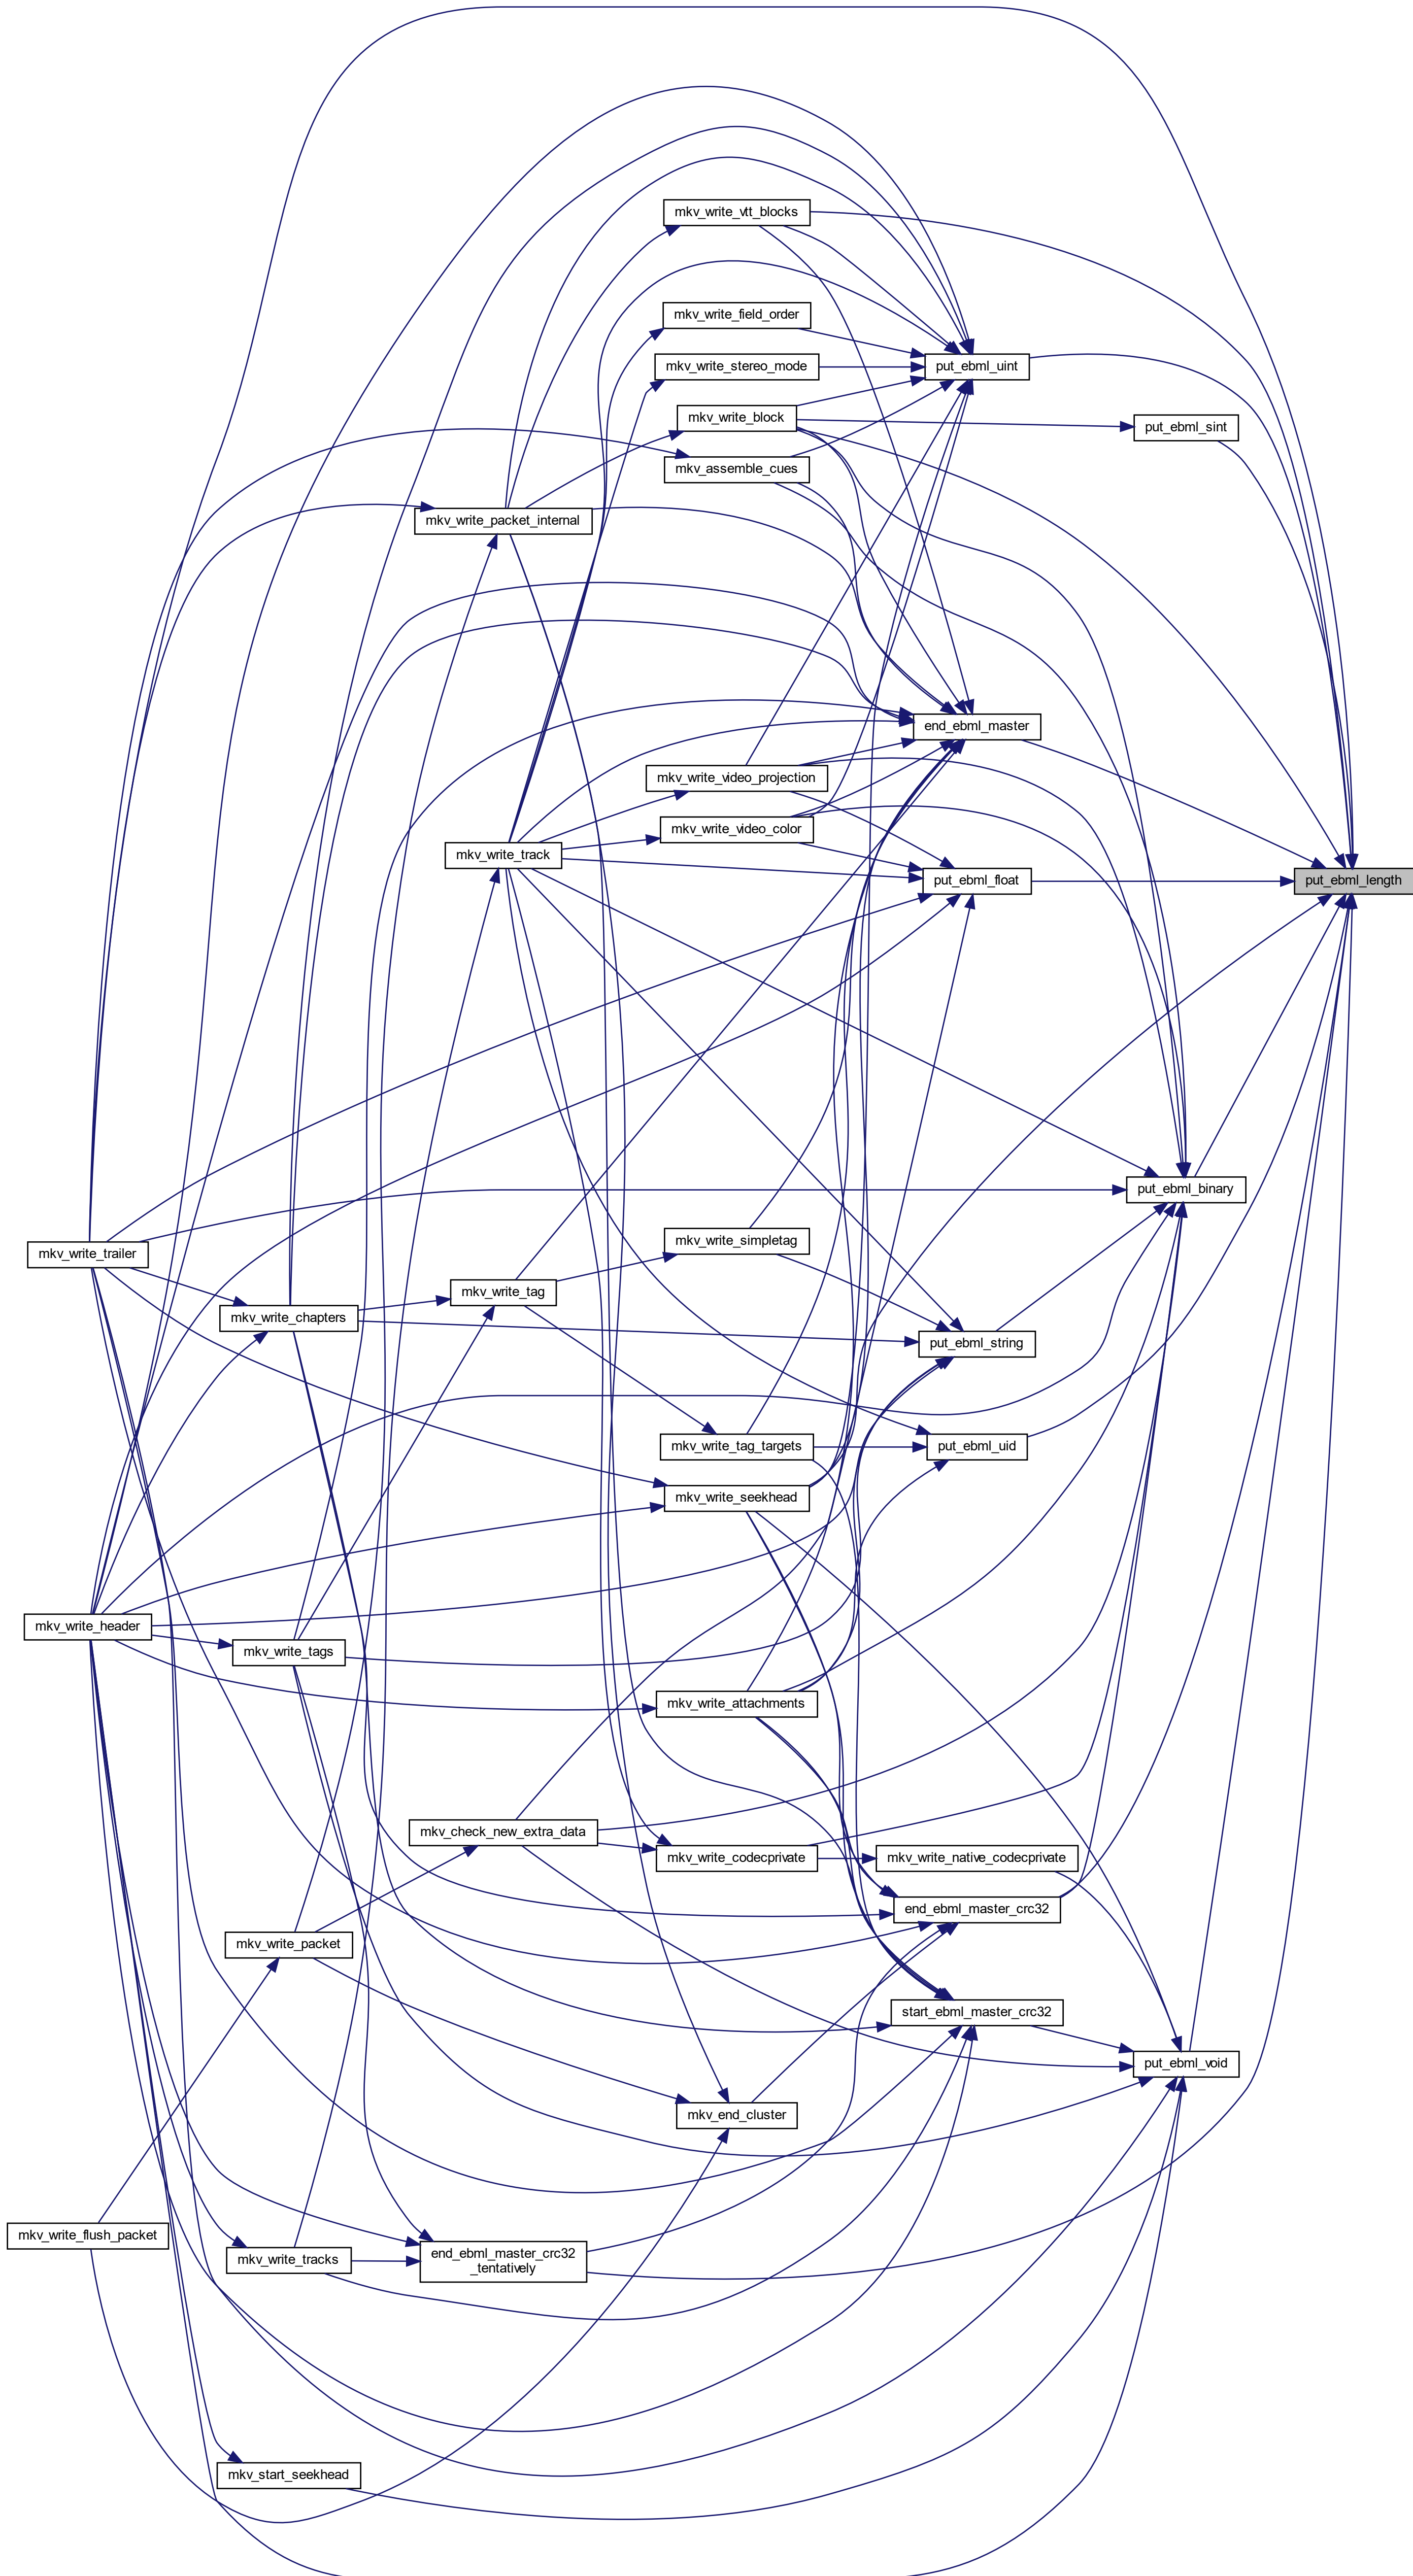 mkv_write_vtt_blocks
mkv_write_field_order
mkv_write_stereo_mode
put_ebml_uint
mkv_write_block
put_ebml_sint
mkv_assemble_cues
mkv_write_packet_internal
end_ebml_master
mkv_write_video_projection
mkv_write_video_color
mkv_write_track
put_ebml_float
put_ebml_length
put_ebml_binary
mkv_write_simpletag
mkv_write_trailer
mkv_write_tag
mkv_write_chapters
put_ebml_string
mkv_write_tag_targets
put_ebml_uid
mkv_write_seekhead
mkv_write_header
mkv_write_tags
mkv_write_attachments
mkv_check_new_extra_data
mkv_write_codecprivate
mkv_write_native_codecprivate
end_ebml_master_crc32
mkv_write_packet
start_ebml_master_crc32
put_ebml_void
mkv_end_cluster
mkv_write_flush_packet
mkv_write_tracks
end_ebml_master_crc32
_tentatively
mkv_start_seekhead